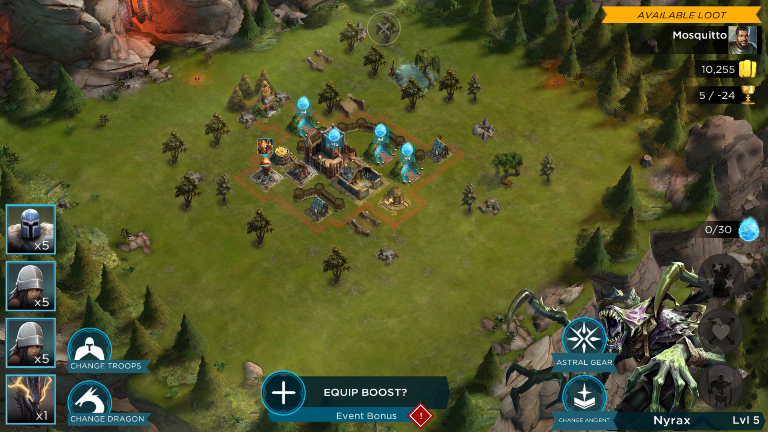 AVAILABLE LOOT
Mosquitto
10,255
5 / -24
0/30
x5
x5
x5
x1
CHANGE TROOPS
CHANGE DRAGON
EQUIP BOOST?
Event Bonus !
ASTRAL GEAR
CHANGE ANCIENT
Nyrax Lvl 5